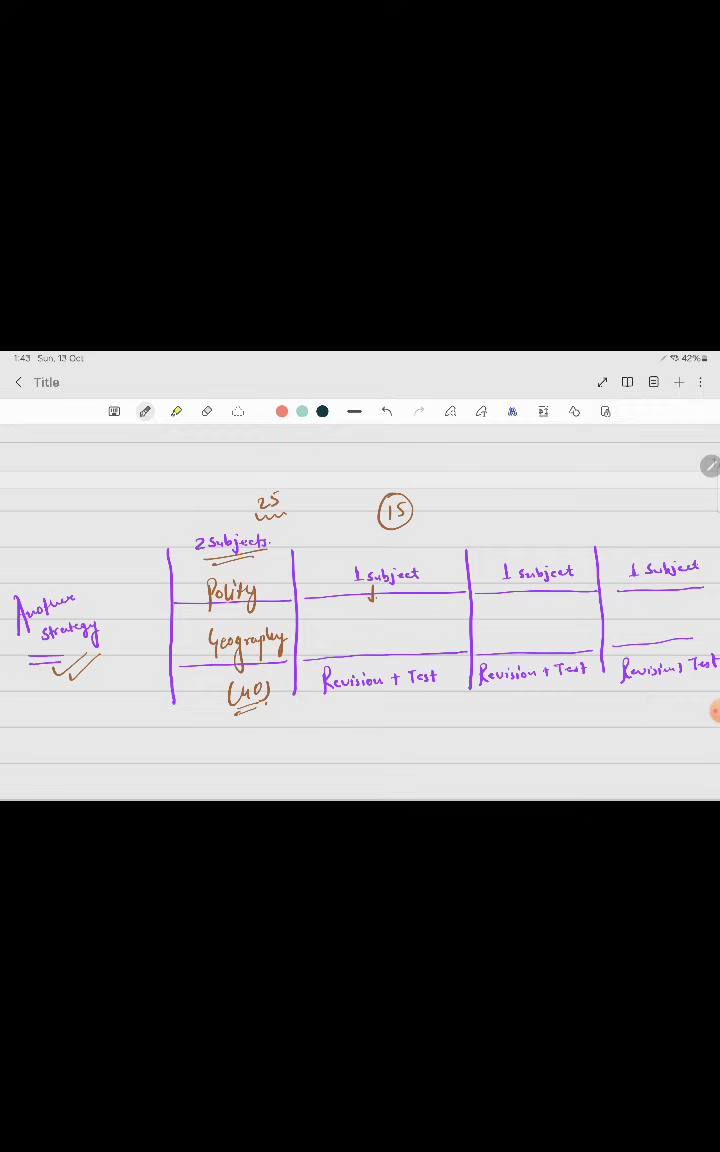 1:43 Sun, 13 Oct
42%
Title
25
15
2 Subjects.
1 subject
1 subject
1 subject
Polity
Another
strategy
Geography
(40)
Revision + Test
Revision + Test
Revision + Test